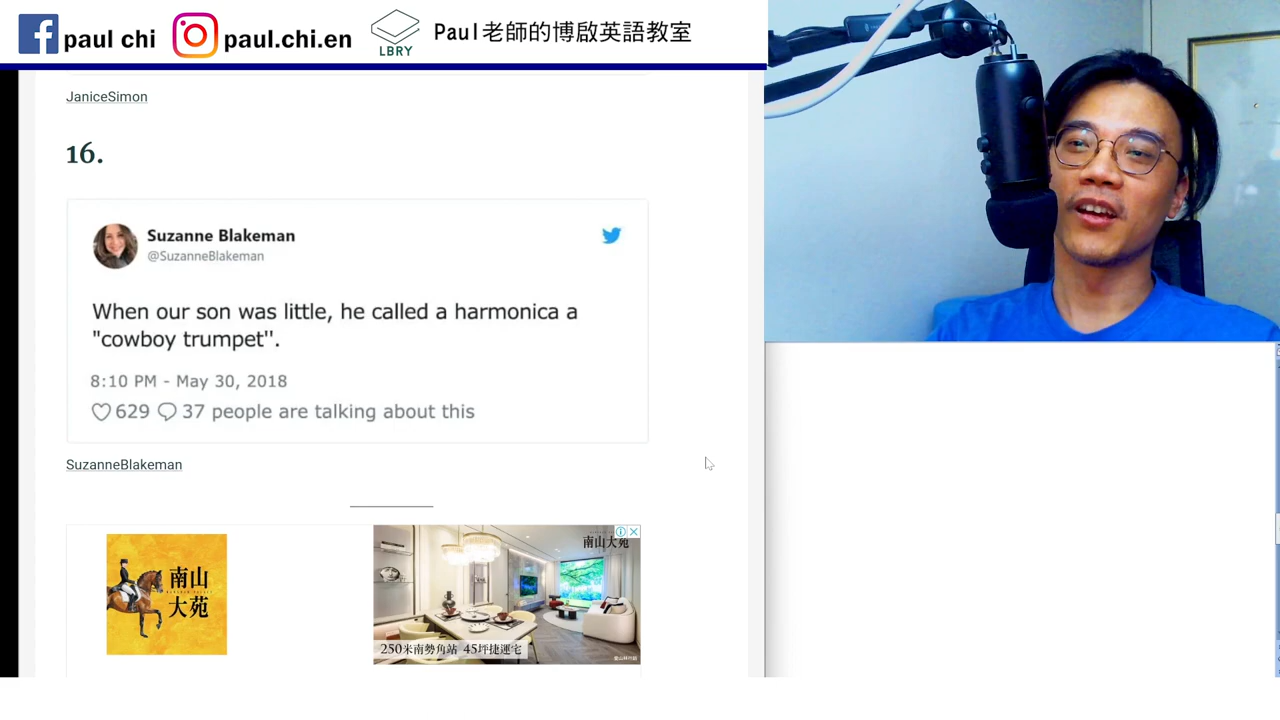 paul chi
paul.chi.en
LBRY
Paul老師的博啟英語教室
JaniceSimon
16.
Suzanne Blakeman
@SuzanneBlakeman
When our son was little, he called a harmonica a
"cowboy trumpet".
8:10 PM - May 30, 2018
629 37 people are talking about this
SuzanneBlakeman
南山
大苑
南山大苑
250米南勢角站 45坪捷運宅